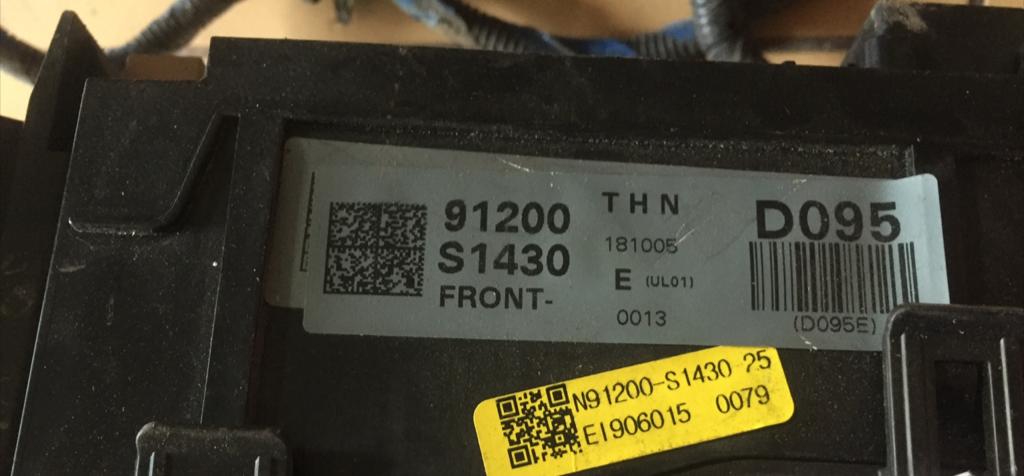 91200
S1430
FRONT-
THN
181005
E (UL01)
0013
D095
(D095E)
N91200-S1430 25
EI906015 0079